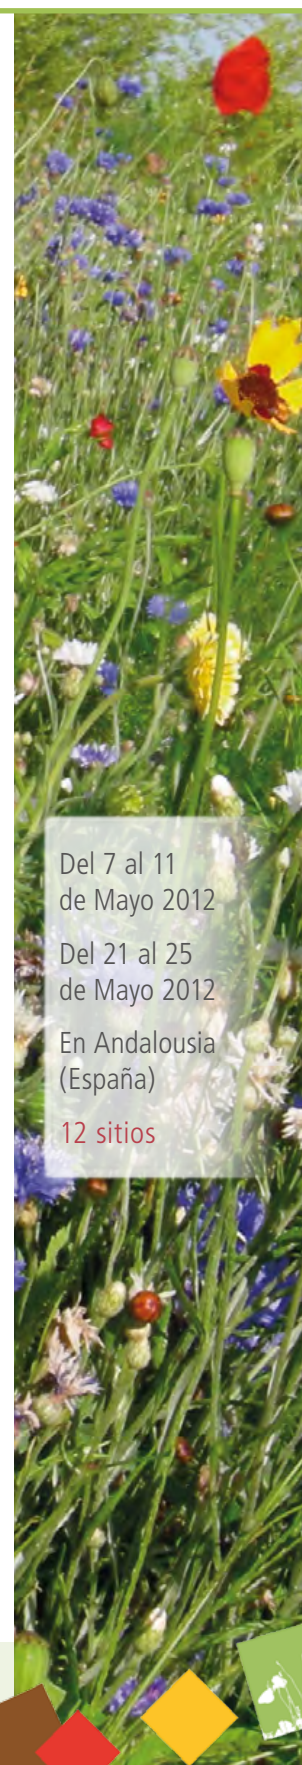 Del 7 al 11
de Mayo 2012
Del 21 al 25
de Mayo 2012
En Andalousia
(España)
12 sitios